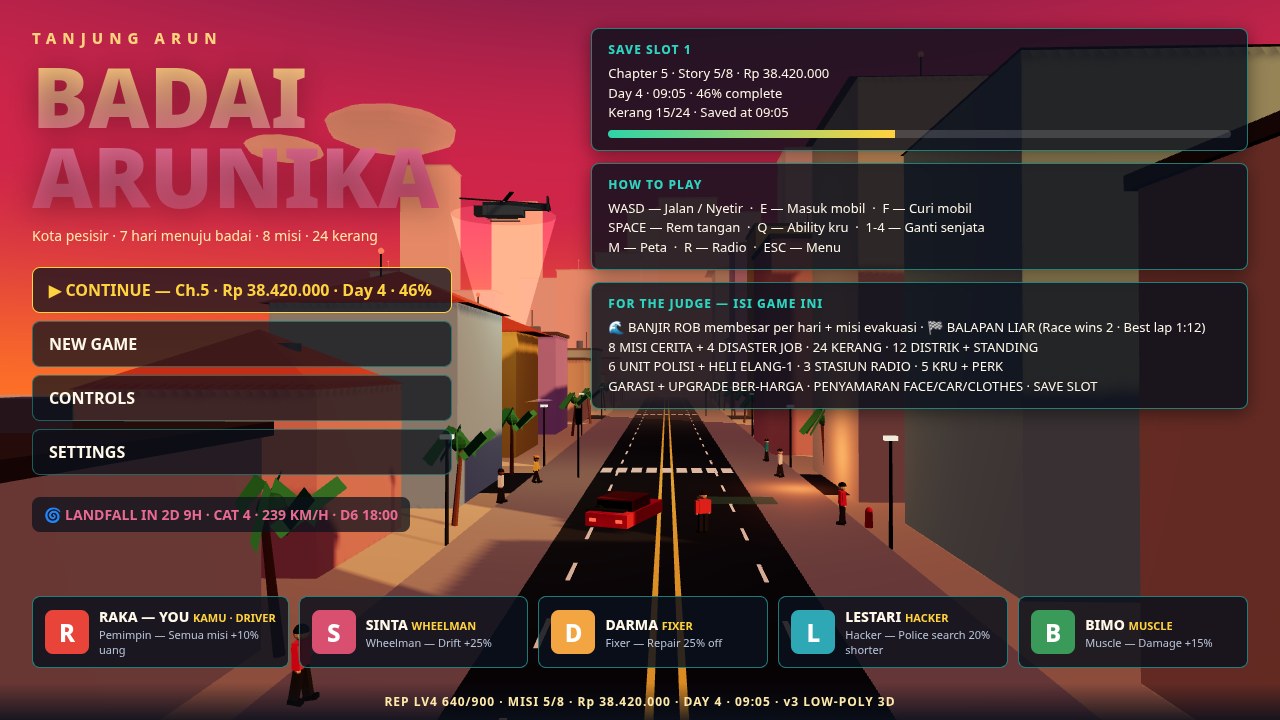 TANJUNG ARUN
BADAI
ARUNIKA
Kota pesisir · 7 hari menuju badai · 8 misi · 24 kerang
▶ CONTINUE — Ch.5 · Rp 38.420.000 · Day 4 · 46%
NEW GAME
CONTROLS
SETTINGS
🌀 LANDFALL IN 2D 9H · CAT 4 · 239 KM/H · D6 18:00
SAVE SLOT 1
Chapter 5 · Story 5/8 · Rp 38.420.000
Day 4 · 09:05 · 46% complete
Kerang 15/24 · Saved at 09:05
HOW TO PLAY
WASD — Jalan / Nyetir · E — Masuk mobil · F — Curi mobil
SPACE — Rem tangan · Q — Ability kru · 1-4 — Ganti senjata
M — Peta · R — Radio · ESC — Menu
FOR THE JUDGE — ISI GAME INI
🌊 BANJIR ROB membesar per hari + misi evakuasi · 🏁 BALAPAN LIAR (Race wins 2 · Best lap 1:12)
8 MISI CERITA + 4 DISASTER JOB · 24 KERANG · 12 DISTRIK + STANDING
6 UNIT POLISI + HELI ELANG-1 · 3 STASIUN RADIO · 5 KRU + PERK
GARASI + UPGRADE BER-HARGA · PENYAMARAN FACE/CAR/CLOTHES · SAVE SLOT
R
RAKA — YOU KAMU · DRIVER
Pemimpin — Semua misi +10%
uang
S
SINTA WHEELMAN
Wheelman — Drift +25%
D
DARMA FIXER
Fixer — Repair 25% off
L
LESTARI HACKER
Hacker — Police search 20%
shorter
B
BIMO MUSCLE
Muscle — Damage +15%
REP LV4 640/900 · MISI 5/8 · Rp 38.420.000 · DAY 4 · 09:05 · v3 LOW-POLY 3D